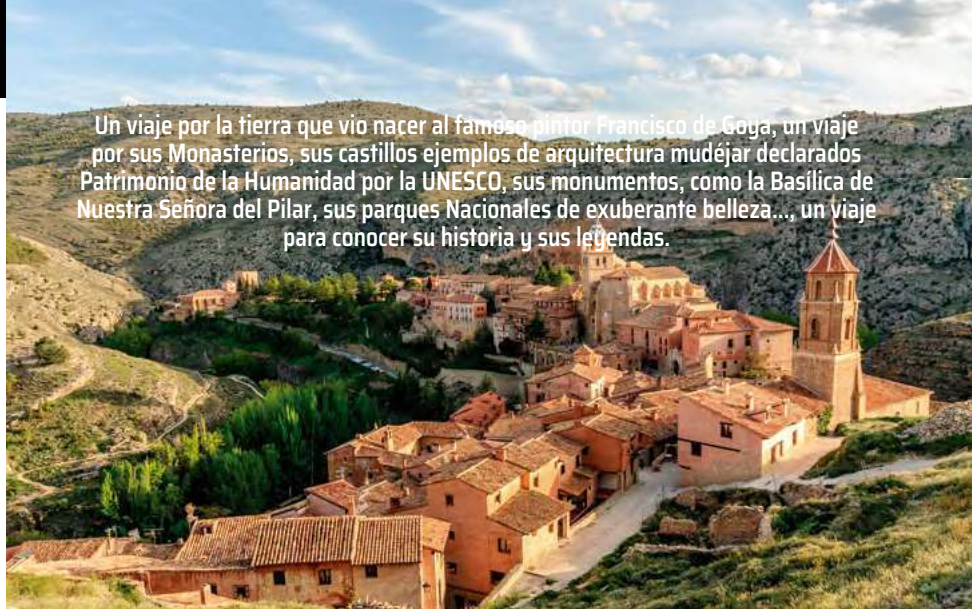 Un viaje por la tierra que vio nacer al famoso pintor Francisco de Goya, un viaje
por sus Monasterios, sus castillos ejemplos de arquitectura mudéjar declarados
Patrimonio de la Humanidad por la UNESCO, sus monumentos, como la Basílica de
Nuestra Señora del Pilar, sus parques Nacionales de exuberante belleza..., un viaje
para conocer su historia y sus leyendas.